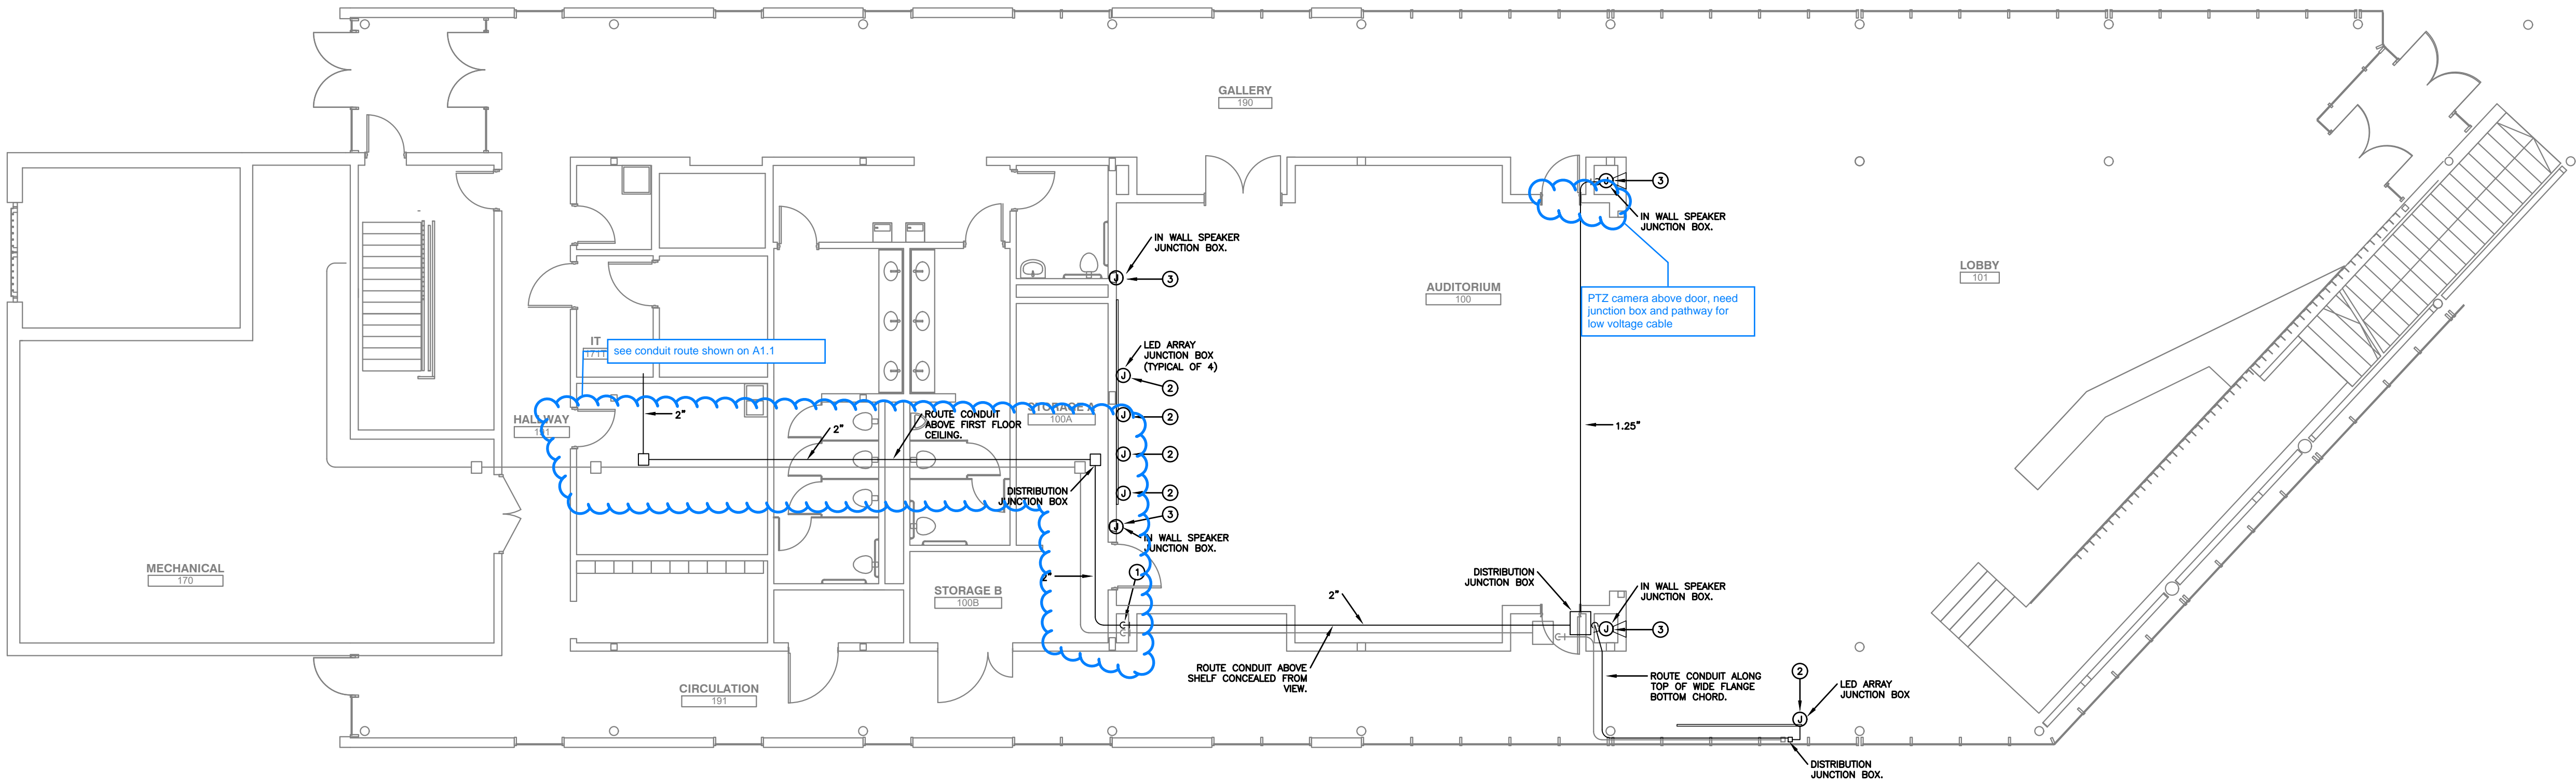 GALLERY
190
3
IN WALL SPEAKER
JUNCTION BOX.
IN WALL SPEAKER
JUNCTION BOX.
3
LOBBY
101
AUDITORIUM
100
PTZ camera above door, need
junction box and pathway for
low voltage cable
IT
1711
see conduit route shown on A1.1
LED ARRAY
JUNCTION BOX
(TYPICAL OF 4)
J
2
J
2
J
2
J
2
J
3
J
J
HALLWAY
191
2"
2"
ROUTE CONDUIT
ABOVE FIRST FLOOR
CEILING.
STORAGE A
100A
1.25"
DISTRIBUTION
JUNCTION BOX
IN WALL SPEAKER
JUNCTION BOX.
MECHANICAL
170
2"
1
STORAGE B
100B
DISTRIBUTION
JUNCTION BOX
2"
IN WALL SPEAKER
JUNCTION BOX.
J
3
ROUTE CONDUIT ABOVE
SHELF CONCEALED FROM
VIEW.
CIRCULATION
191
ROUTE CONDUIT ALONG
TOP OF WIDE FLANGE
BOTTOM CHORD.
2
LED ARRAY
JUNCTION BOX
J
DISTRIBUTION
JUNCTION BOX.